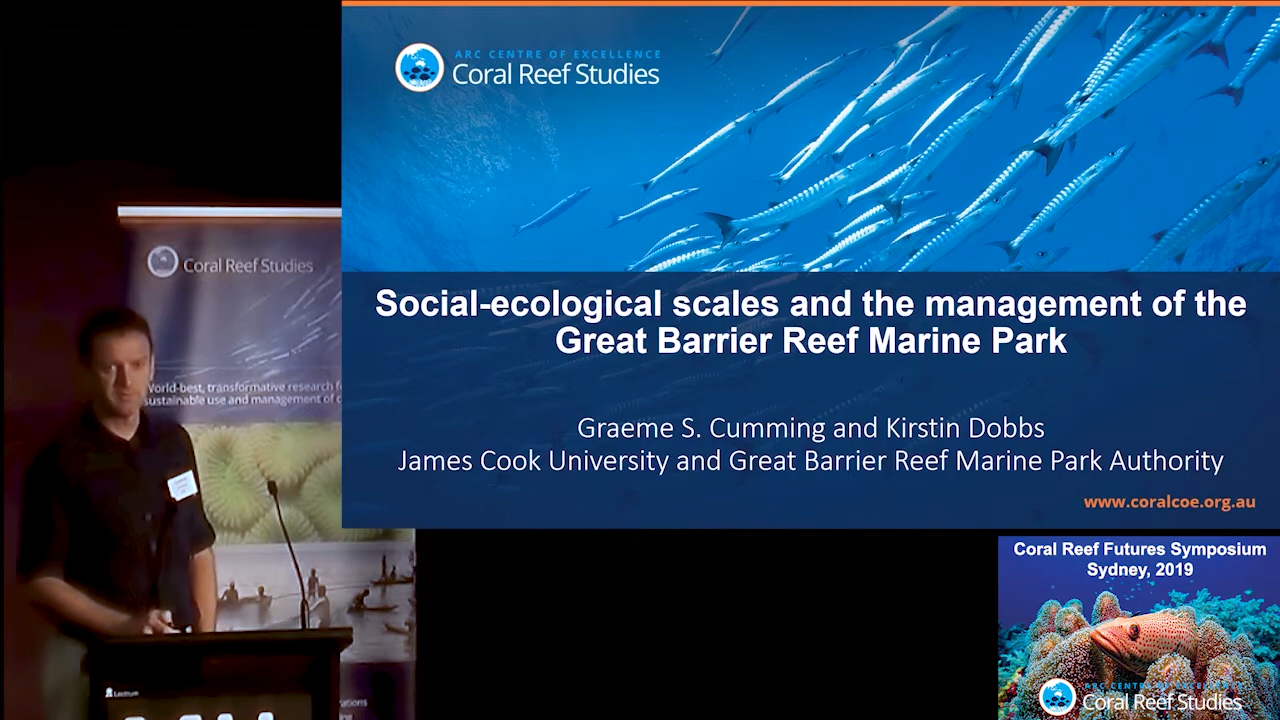 ARC CENTRE OF EXCELLENCE
Coral Reef Studies
Social-ecological scales and the management of the
Great Barrier Reef Marine Park
Graeme S. Cumming and Kirstin Dobbs
James Cook University and Great Barrier Reef Marine Park Authority
www.coralcoe.org.au
Coral Reef Studies
World-best, transformative research
sustainable use and management of
Lectrum
Coral Reef Futures Symposium
Sydney, 2019
ARC CENTRE OF EXCELLENCE
Coral Reef Studies